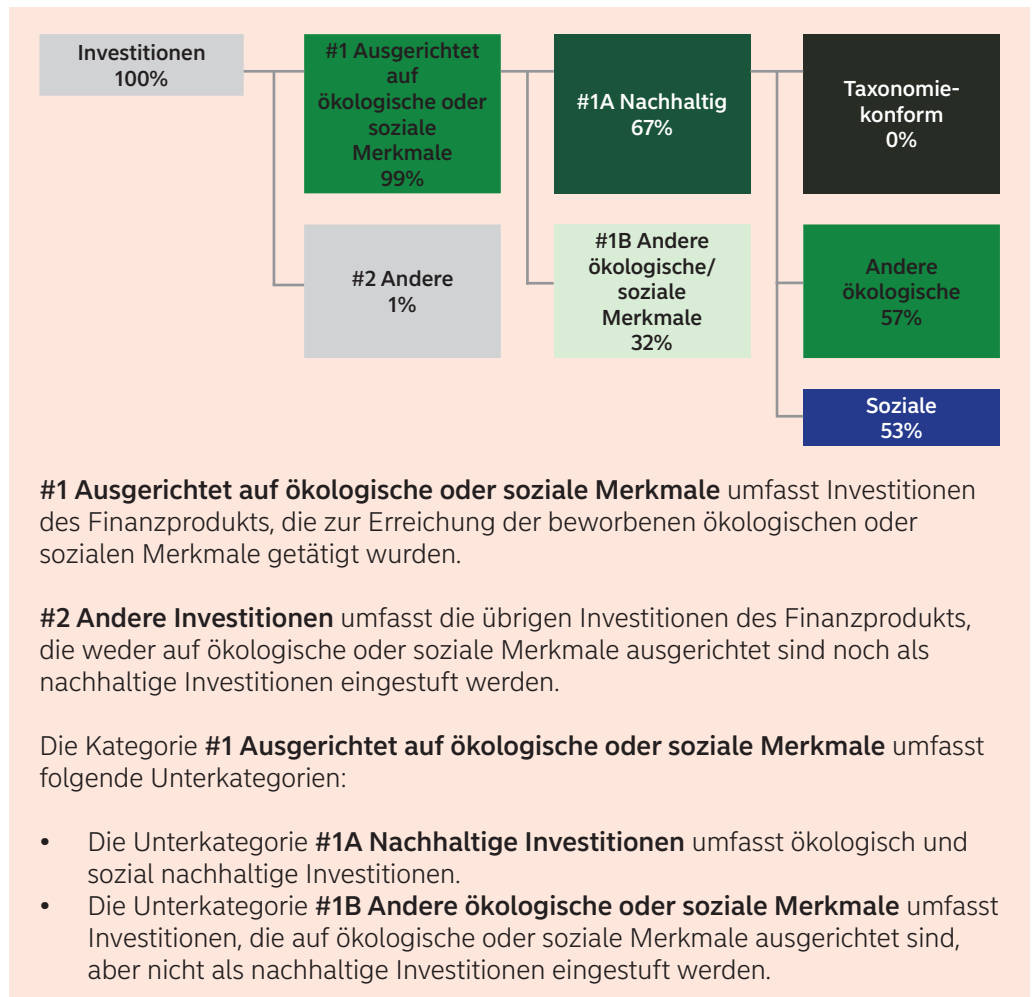 Investitionen
100%
#1 Ausgerichtet
auf
ökologische oder
soziale
Merkmale
99%
#1A Nachhaltig
67%
Taxonomie-
konform
0%
#2 Andere
1%
#1B Andere
ökologische/
soziale
Merkmale
32%
Andere
ökologische
57%
Soziale
53%
#1 Ausgerichtet auf ökologische oder soziale Merkmale umfasst Investitionen
des Finanzprodukts, die zur Erreichung der beworbenen ökologischen oder
sozialen Merkmale getätigt wurden.
#2 Andere Investitionen umfasst die übrigen Investitionen des Finanzprodukts,
die weder auf ökologische oder soziale Merkmale ausgerichtet sind noch als
nachhaltige Investitionen eingestuft werden.
Die Kategorie #1 Ausgerichtet auf ökologische oder soziale Merkmale umfasst
folgende Unterkategorien:
• Die Unterkategorie #1A Nachhaltige Investitionen umfasst ökologisch und
sozial nachhaltige Investitionen.
• Die Unterkategorie #1B Andere ökologische oder soziale Merkmale umfasst
Investitionen, die auf ökologische oder soziale Merkmale ausgerichtet sind,
aber nicht als nachhaltige Investitionen eingestuft werden.